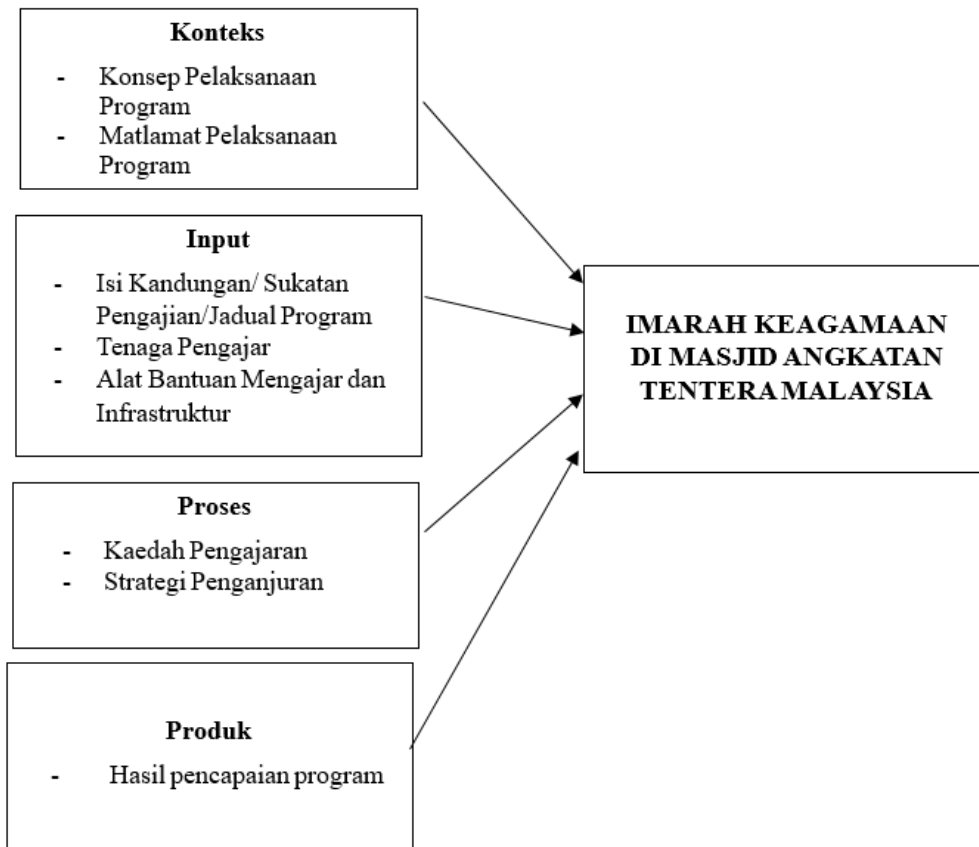 Konteks
- Konsep Pelaksanaan
Program
- Matlamat Pelaksanaan
Program
Input
- Isi Kandungan/ Sukatan
Pengajian/Jadual Program
- Tenaga Pengajar
- Alat Bantuan Mengajar dan
Infrastruktur
Proses
- Kaedah Pengajaran
- Strategi Penganjuran
Produk
- Hasil pencapaian program
IMARAH KEAGAMAAN
DI MASJID ANGKATAN
TENTERA MALAYSIA